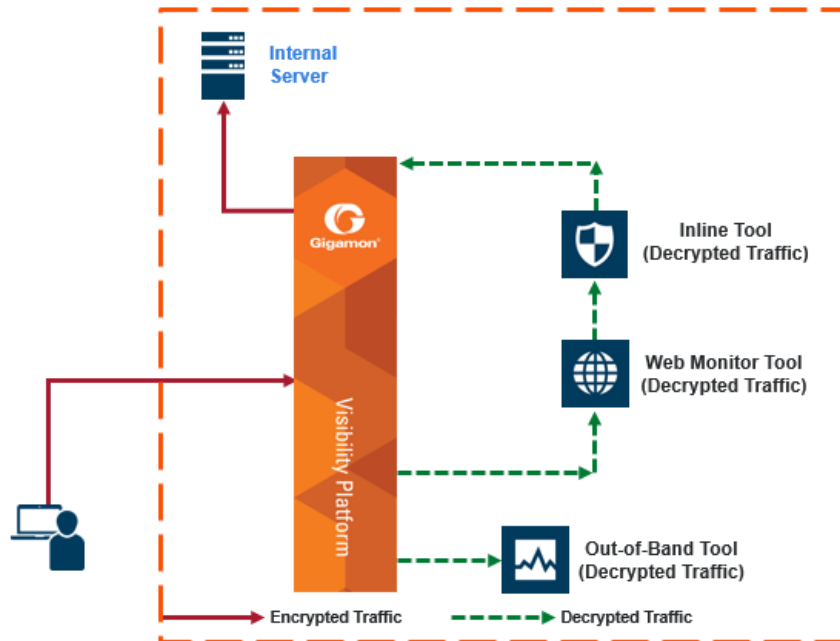 Internal
Server
Gigamon®
Inline Tool
(Decrypted Traffic)
Web Monitor Tool
(Decrypted Traffic)
Visibility Platform
Out-of-Band Tool
(Decrypted Traffic)
Encrypted Traffic
Decrypted Traffic